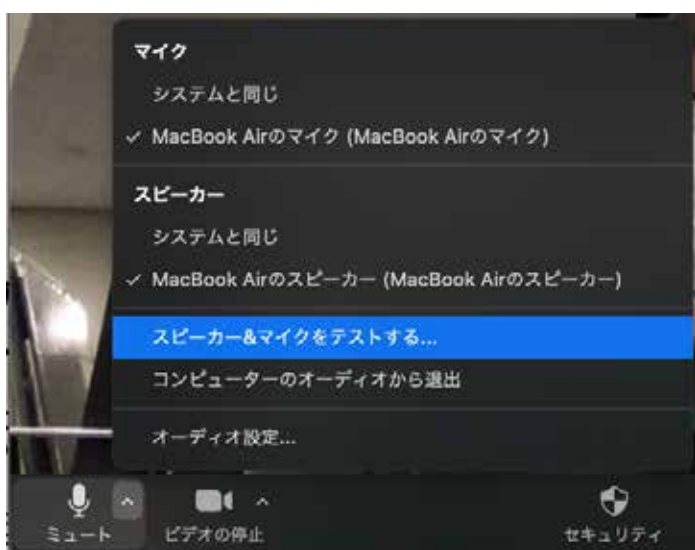 マイク
システムと同じ
✓ MacBook Airのマイク (MacBook Airのマイク)
スピーカー
システムと同じ
✓ MacBook Airのスピーカー (MacBook Airのスピーカー)
スピーカー&マイクをテストする...
コンピューターのオーディオから退出
オーディオ設定...
ミュート ビデオの停止 セキュリティ